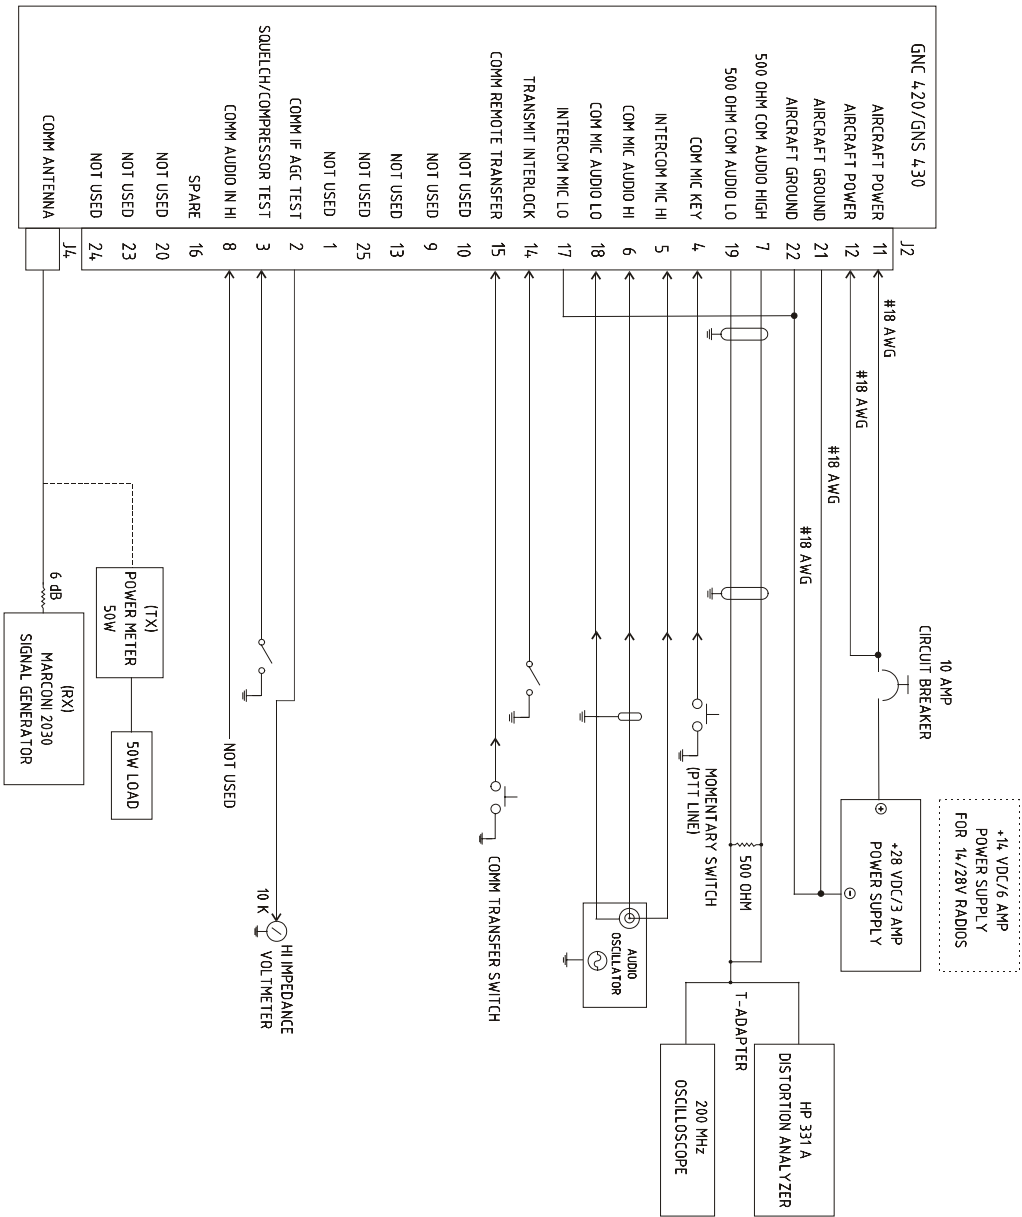 GNC 420/GNS 430
J2
AIRCRAFT POWER 11
AIRCRAFT POWER 12
AIRCRAFT GROUND 21
AIRCRAFT GROUND 22
500 OHM COM AUDIO HIGH 7
500 OHM COM AUDIO LO 19
COM MIC KEY 4
INTERCOM MIC HI 5
COM MIC AUDIO HI 6
COM MIC AUDIO LO 18
INTERCOM MIC LO 17
TRANSMIT INTERLOCK 14
COMM REMOTE TRANSFER 15
NOT USED 10
NOT USED 9
NOT USED 13
NOT USED 25
NOT USED 1
COMM IF AGC TEST 2
SQUELCH/COMPRESSOR TEST 3
COMM AUDIO IN HI 8
SPARE 16
NOT USED 20
NOT USED 23
NOT USED 24
J4
COMM ANTENNA
#18 AWG
#18 AWG
#18 AWG
#18 AWG
10 AMP
CIRCUIT BREAKER
+14 VDC/6 AMP
POWER SUPPLY
FOR 14/28V RADIOS
+28 VDC/3 AMP
POWER SUPPLY
500 OHM
MOMENTARY SWITCH
(PTT LINE)
T-ADAPTER
HP 331 A
DISTORTION ANALYZER
200 MHz
OSCILLOSCOPE
AUDIO
OSCILLATOR
COMM TRANSFER SWITCH
HI IMPEDANCE
VOLTMETER
10 K
NOT USED
(TX)
POWER METER
50W
50W LOAD
6 dB
(RX)
MARCONI 2030
SIGNAL GENERATOR